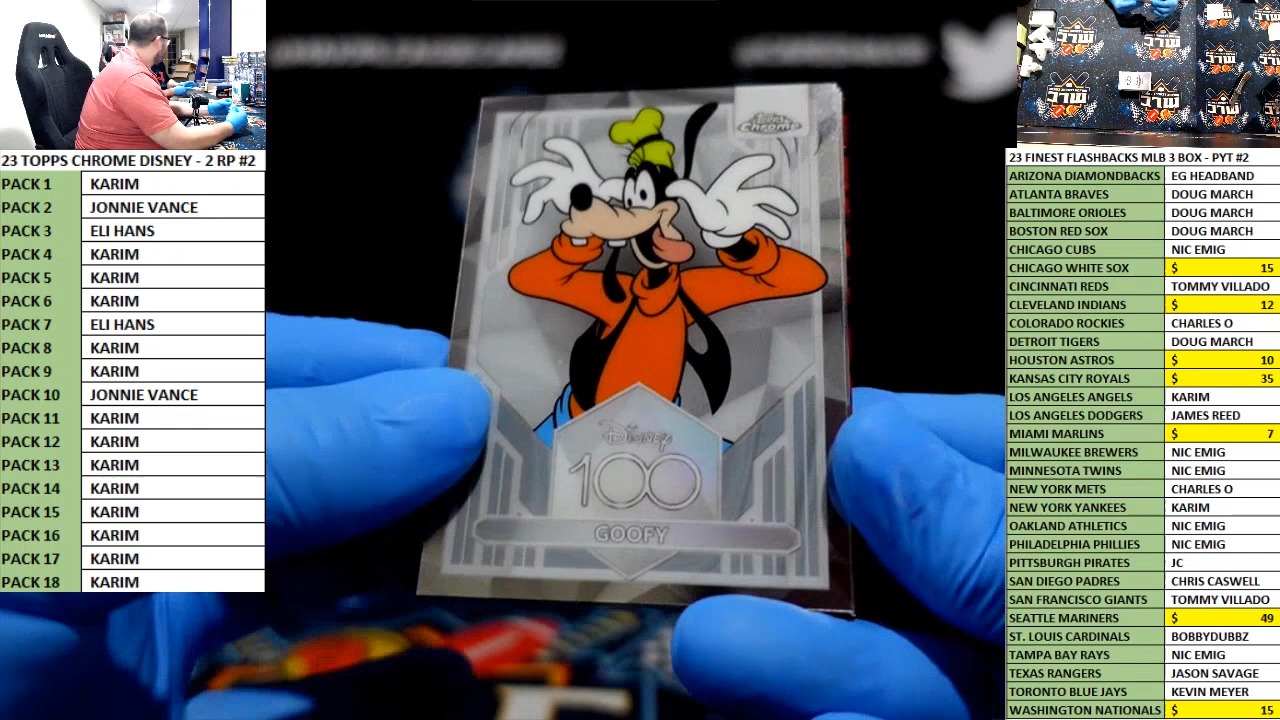 23 TOPPS CHROME DISNEY - 2 RP #2
PACK 1 KARIM
PACK 2 JONNIE VANCE
PACK 3 ELI HANS
PACK 4 KARIM
PACK 5 KARIM
PACK 6 KARIM
PACK 7 ELI HANS
PACK 8 KARIM
PACK 9 KARIM
PACK 10 JONNIE VANCE
PACK 11 KARIM
PACK 12 KARIM
PACK 13 KARIM
PACK 14 KARIM
PACK 15 KARIM
PACK 16 KARIM
PACK 17 KARIM
PACK 18 KARIM
Topps
Chrome
Disney
100
GOOFY
23 FINEST FLASHBACKS MLB 3 BOX - PYT #2
ARIZONA DIAMONDBACKS EG HEADBAND
ATLANTA BRAVES DOUG MARCH
BALTIMORE ORIOLES DOUG MARCH
BOSTON RED SOX DOUG MARCH
CHICAGO CUBS NIC EMIG
CHICAGO WHITE SOX $ 15
CINCINNATI REDS TOMMY VILLADO
CLEVELAND INDIANS $ 12
COLORADO ROCKIES CHARLES O
DETROIT TIGERS DOUG MARCH
HOUSTON ASTROS $ 10
KANSAS CITY ROYALS $ 35
LOS ANGELES ANGELS KARIM
LOS ANGELES DODGERS JAMES REED
MIAMI MARLINS $ 7
MILWAUKEE BREWERS NIC EMIG
MINNESOTA TWINS NIC EMIG
NEW YORK METS CHARLES O
NEW YORK YANKEES KARIM
OAKLAND ATHLETICS NIC EMIG
PHILADELPHIA PHILLIES NIC EMIG
PITTSBURGH PIRATES JC
SAN DIEGO PADRES CHRIS CASWELL
SAN FRANCISCO GIANTS TOMMY VILLADO
SEATTLE MARINERS $ 49
ST. LOUIS CARDINALS BOBBYDUBBZ
TAMPA BAY RAYS NIC EMIG
TEXAS RANGERS JASON SAVAGE
TORONTO BLUE JAYS KEVIN MEYER
WASHINGTON NATIONALS $ 15